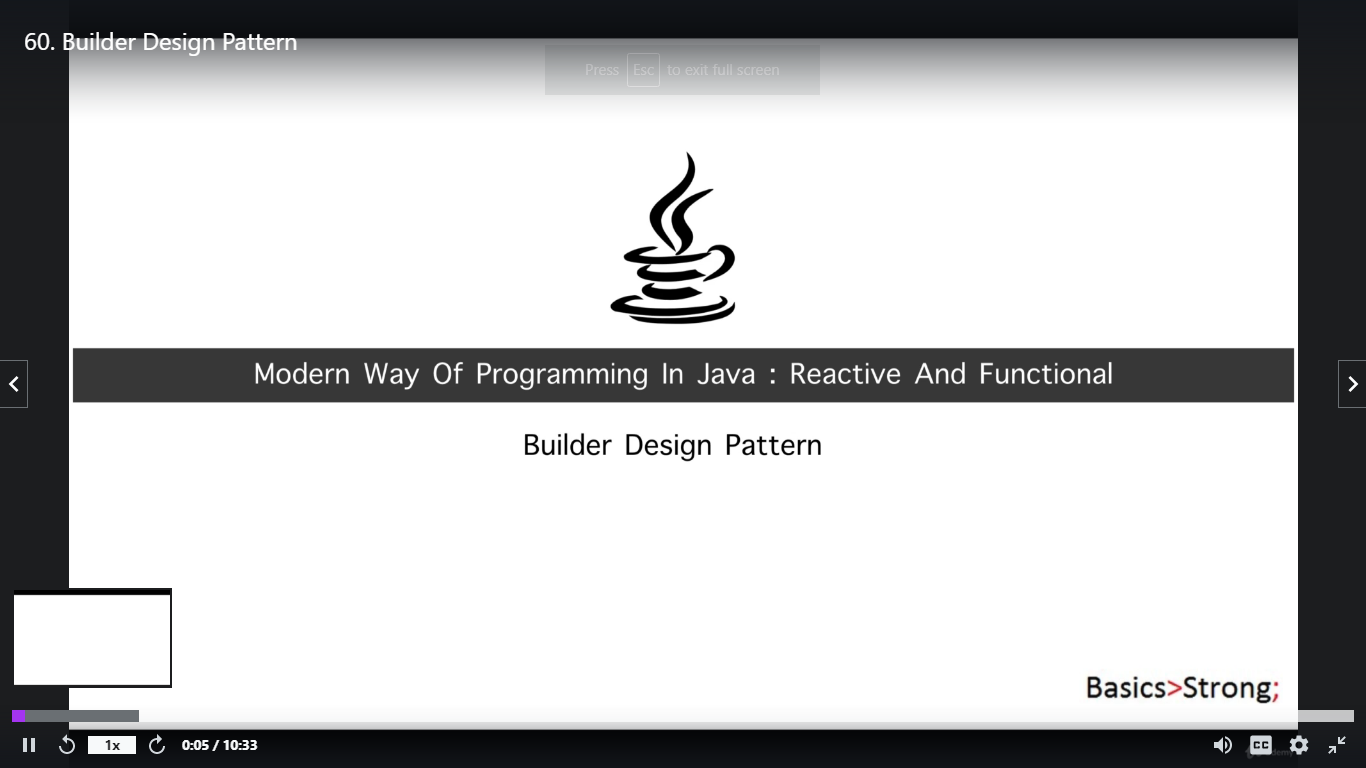 60. Builder Design Pattern
Press Esc to exit full screen
Modern Way Of Programming In Java : Reactive And Functional
Builder Design Pattern
Basics>Strong;
1x
0:05 / 10:33
CC